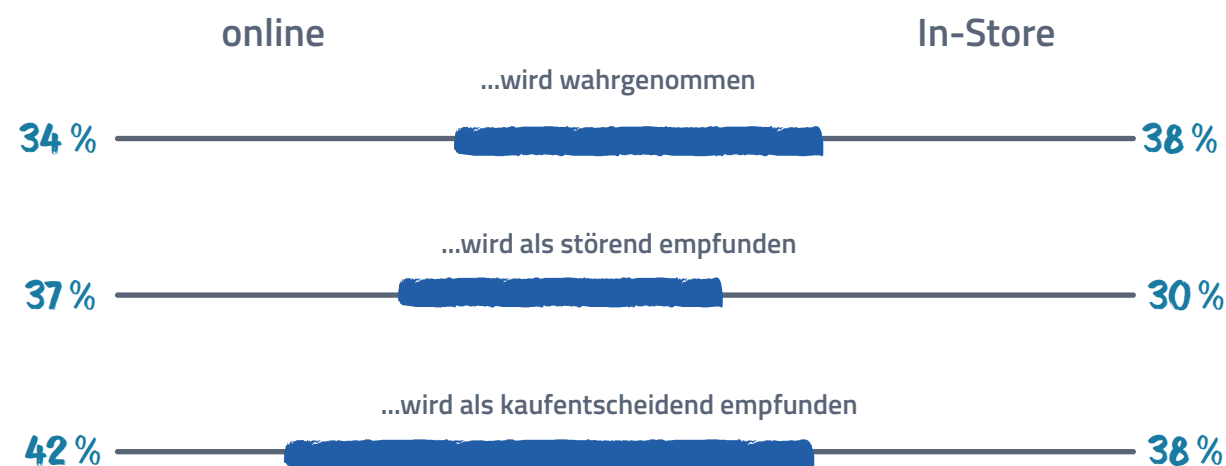 online In-Store
...wird wahrgenommen
34 % 38 %
...wird als störend empfunden
37 % 30 %
...wird als kaufentscheidend empfunden
42 % 38 %